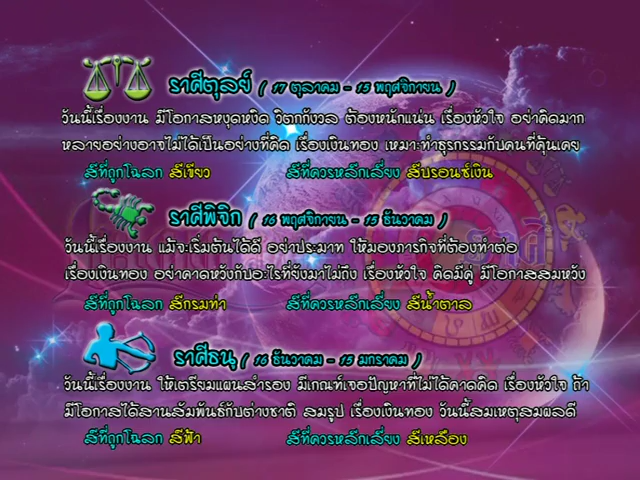 ราศีตุลย์ ( 17 ตุลาคม - 15 พฤศจิกายน )
วันนี้เรื่องงาน มีโอกาสหงุดหงิด วิตกกังวล ต้องหนักแน่น เรื่องหัวใจ อย่าคิดมาก
หลายอย่างอาจไม่ได้เป็นอย่างที่คิด เรื่องเงินทอง เหมาะทำธุรกรรมกับคนที่คุ้นเคย
สีที่ถูกโฉลก สีเขียว สีที่ควรหลีกเลี่ยง สีบรอนซ์เงิน
ราศีพิจิก ( 16 พฤศจิกายน - 15 ธันวาคม )
วันนี้เรื่องงาน แม้จะเริ่มต้นได้ดี อย่าประมาท ให้มองภารกิจที่ต้องทำต่อ
เรื่องเงินทอง อย่าคาดหวังกับอะไรที่ยังมาไม่ถึง เรื่องหัวใจ คิดมีคู่ มีโอกาสสมหวัง
สีที่ถูกโฉลก สีกรมท่า สีที่ควรหลีกเลี่ยง สีน้ำตาล
ราศีธนู ( 16 ธันวาคม - 15 มกราคม )
วันนี้เรื่องงาน ให้เตรียมแผนสำรอง มีเกณฑ์เจอปัญหาที่ไม่ได้คาดคิด เรื่องหัวใจ ถ้า
มีโอกาสได้สานสัมพันธ์กับต่างชาติ สมรูป เรื่องเงินทอง วันนี้สมเหตุสมผลดี
สีที่ถูกโฉลก สีฟ้า สีที่ควรหลีกเลี่ยง สีเหลือง